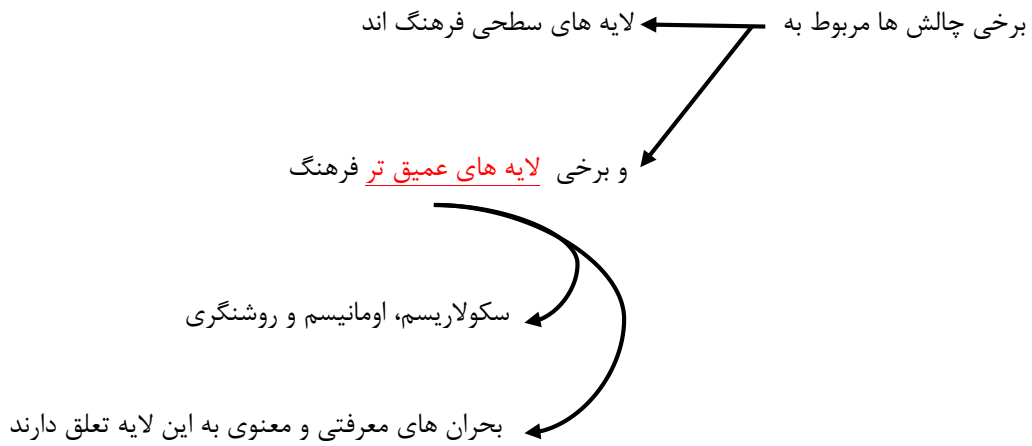 برخی چالش ها مربوط به لایه های سطحی فرهنگ اند
و برخی لایه های عمیق تر فرهنگ
سکولاریسم، اومانیسم و روشنگری
بحران های معرفتی و معنوی به این لایه تعلق دارند